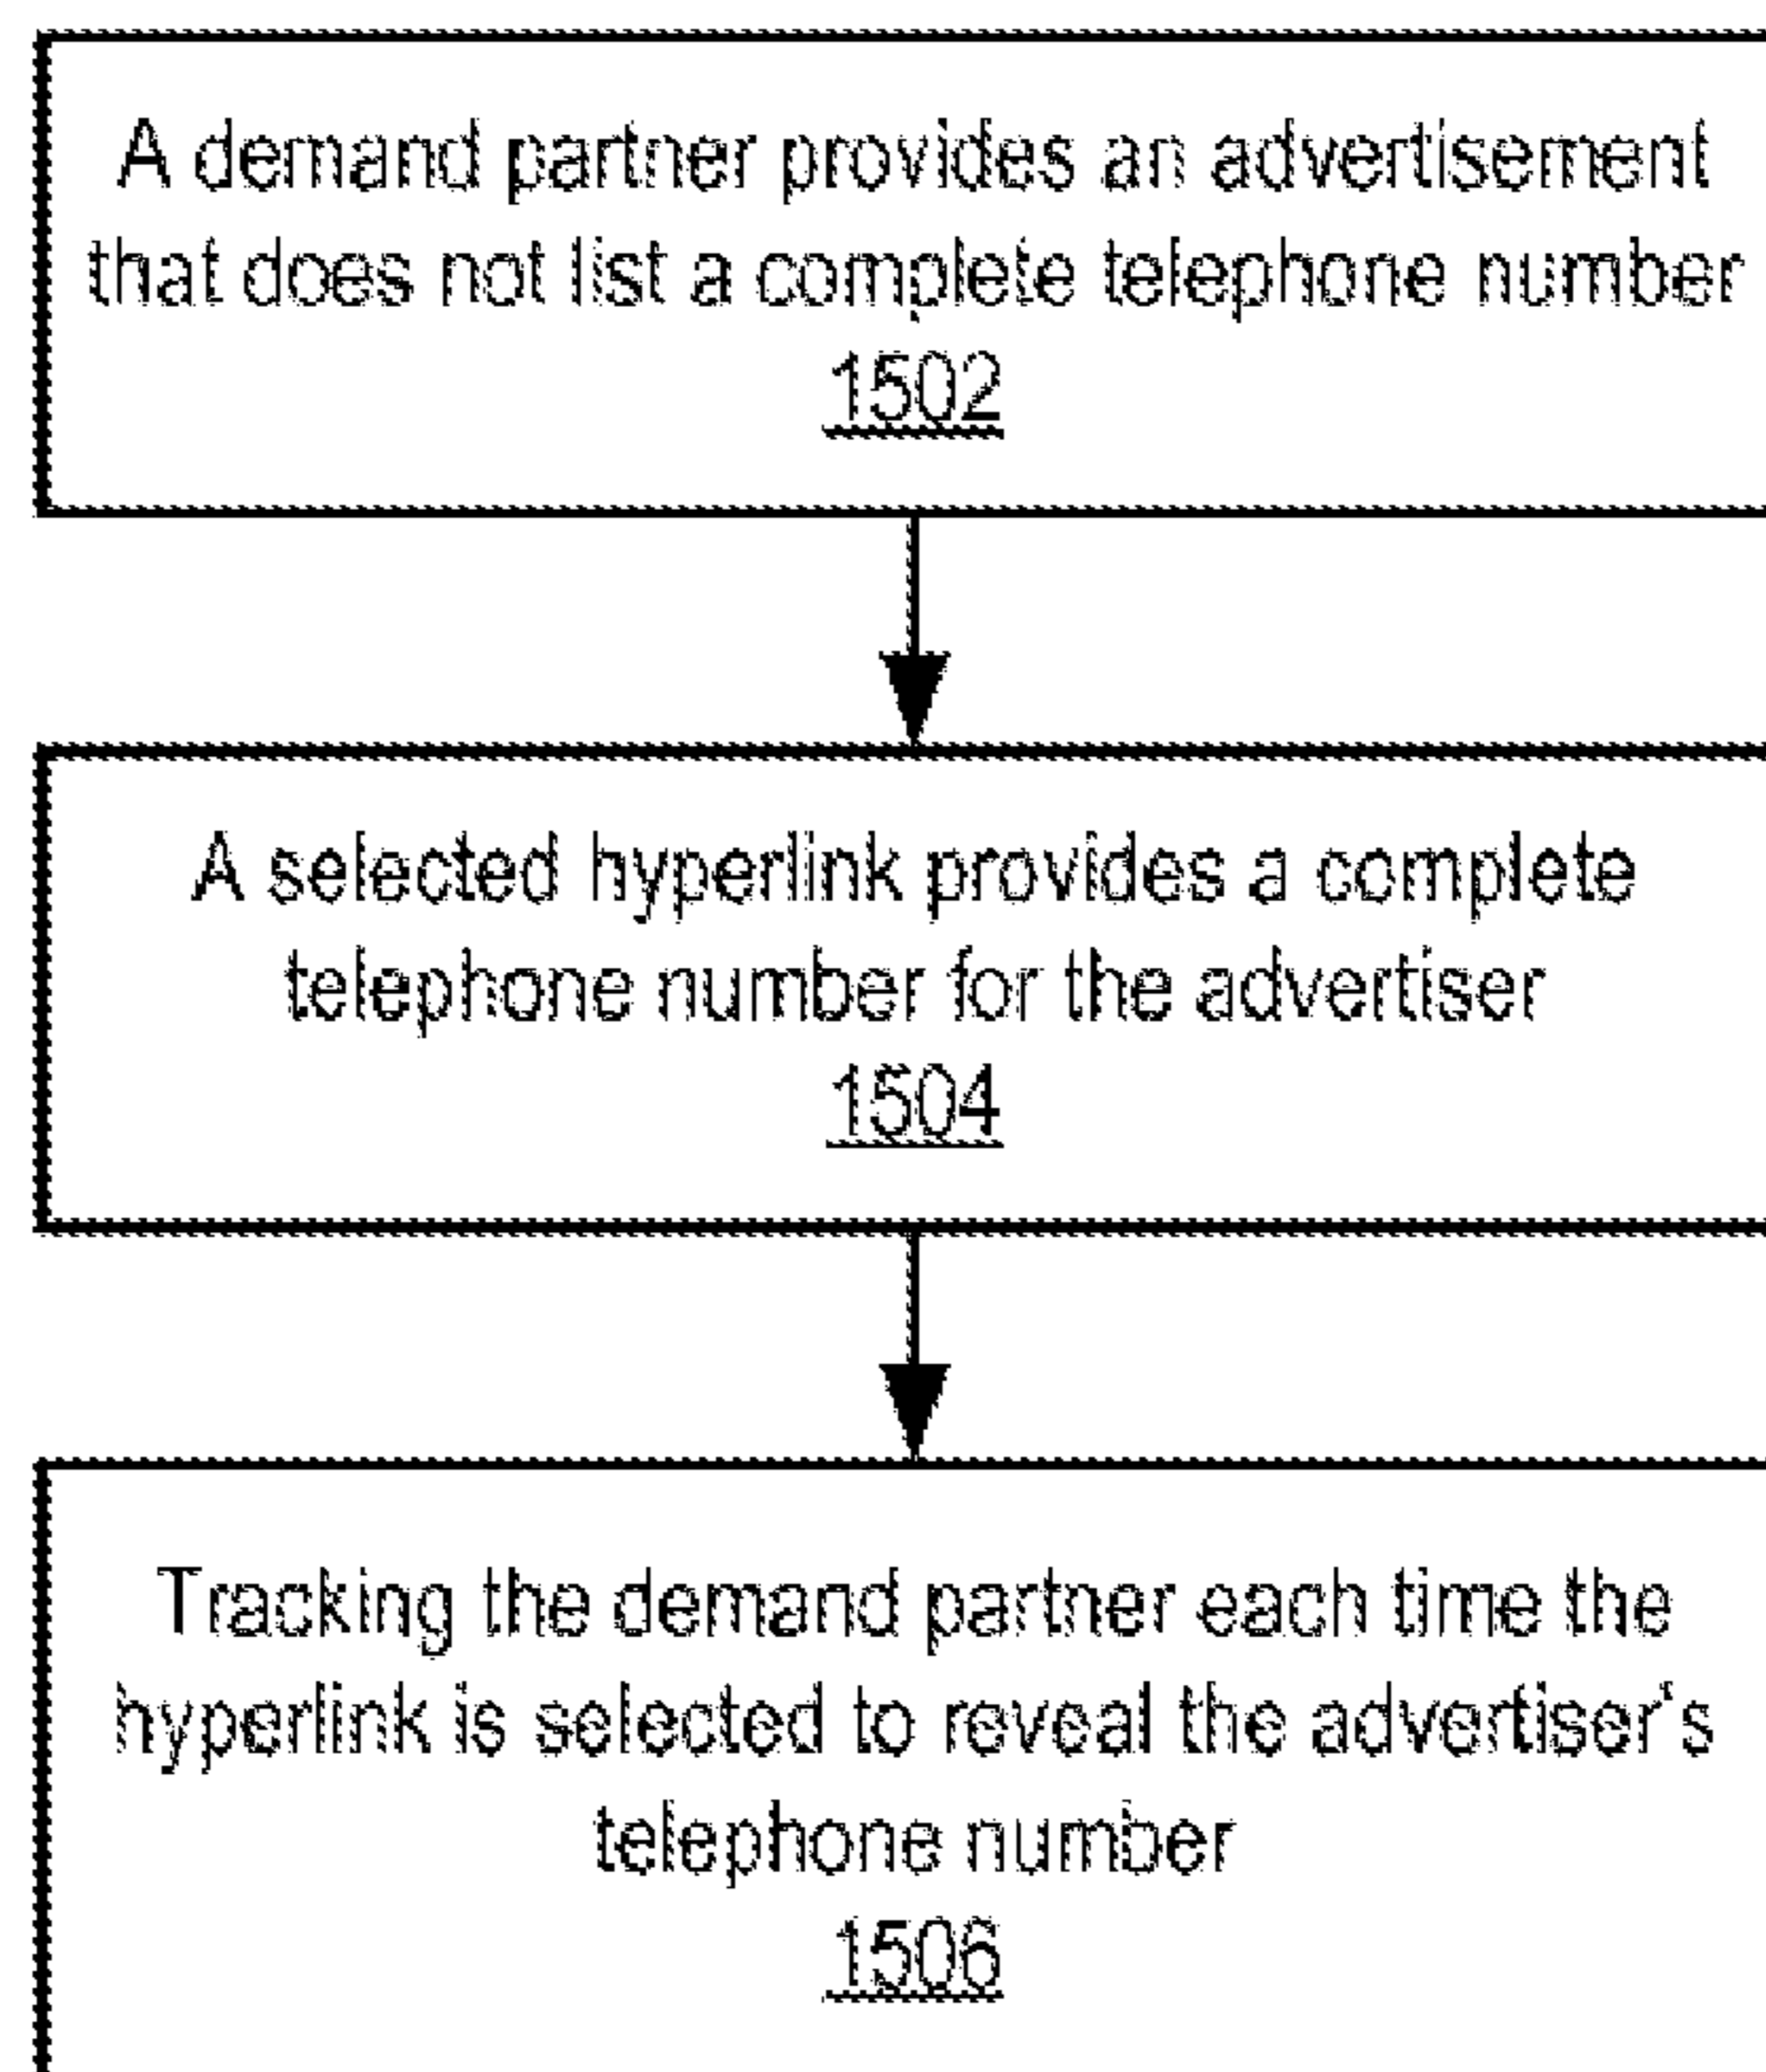 A demand partner provides an advertisement
that does not list a complete telephone number
1502
A selected hyperlink provides a complete
telephone number for the advertiser
1504
Tracking the demand partner each time the
hyperlink is selected to reveal the advertiser's
telephone number
1506